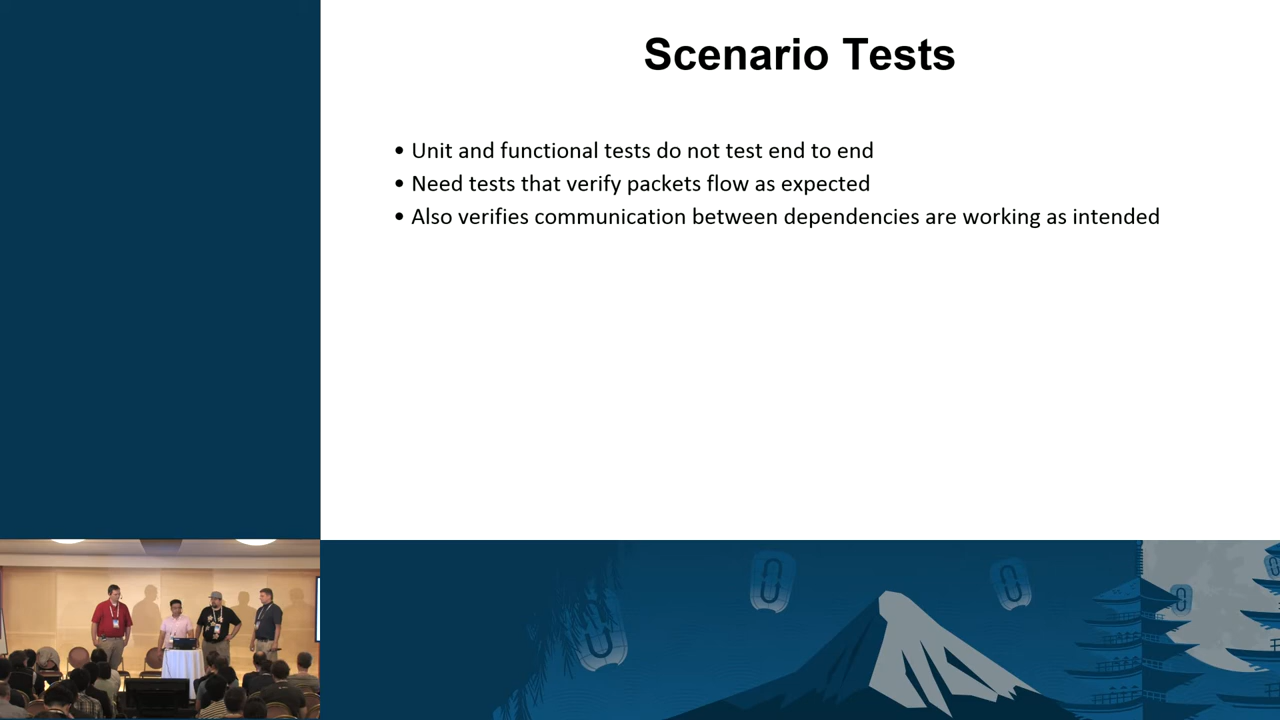 Scenario Tests
• Unit and functional tests do not test end to end
• Need tests that verify packets flow as expected
• Also verifies communication between dependencies are working as intended